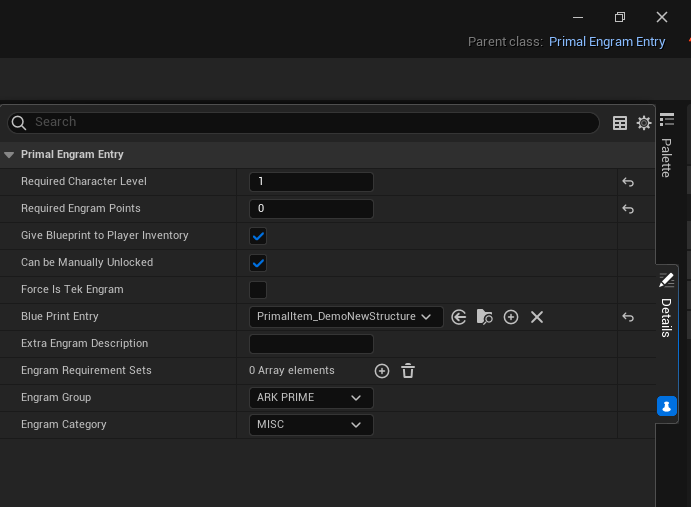 Parent class: Primal Engram Entry
Search
Primal Engram Entry
Required Character Level 1
Required Engram Points 0
Give Blueprint to Player Inventory
Can be Manually Unlocked
Force Is Tek Engram
Blue Print Entry PrimalItem_DemoNewStructure
Extra Engram Description
Engram Requirement Sets 0 Array elements
Engram Group ARK PRIME
Engram Category MISC
Palette
Details